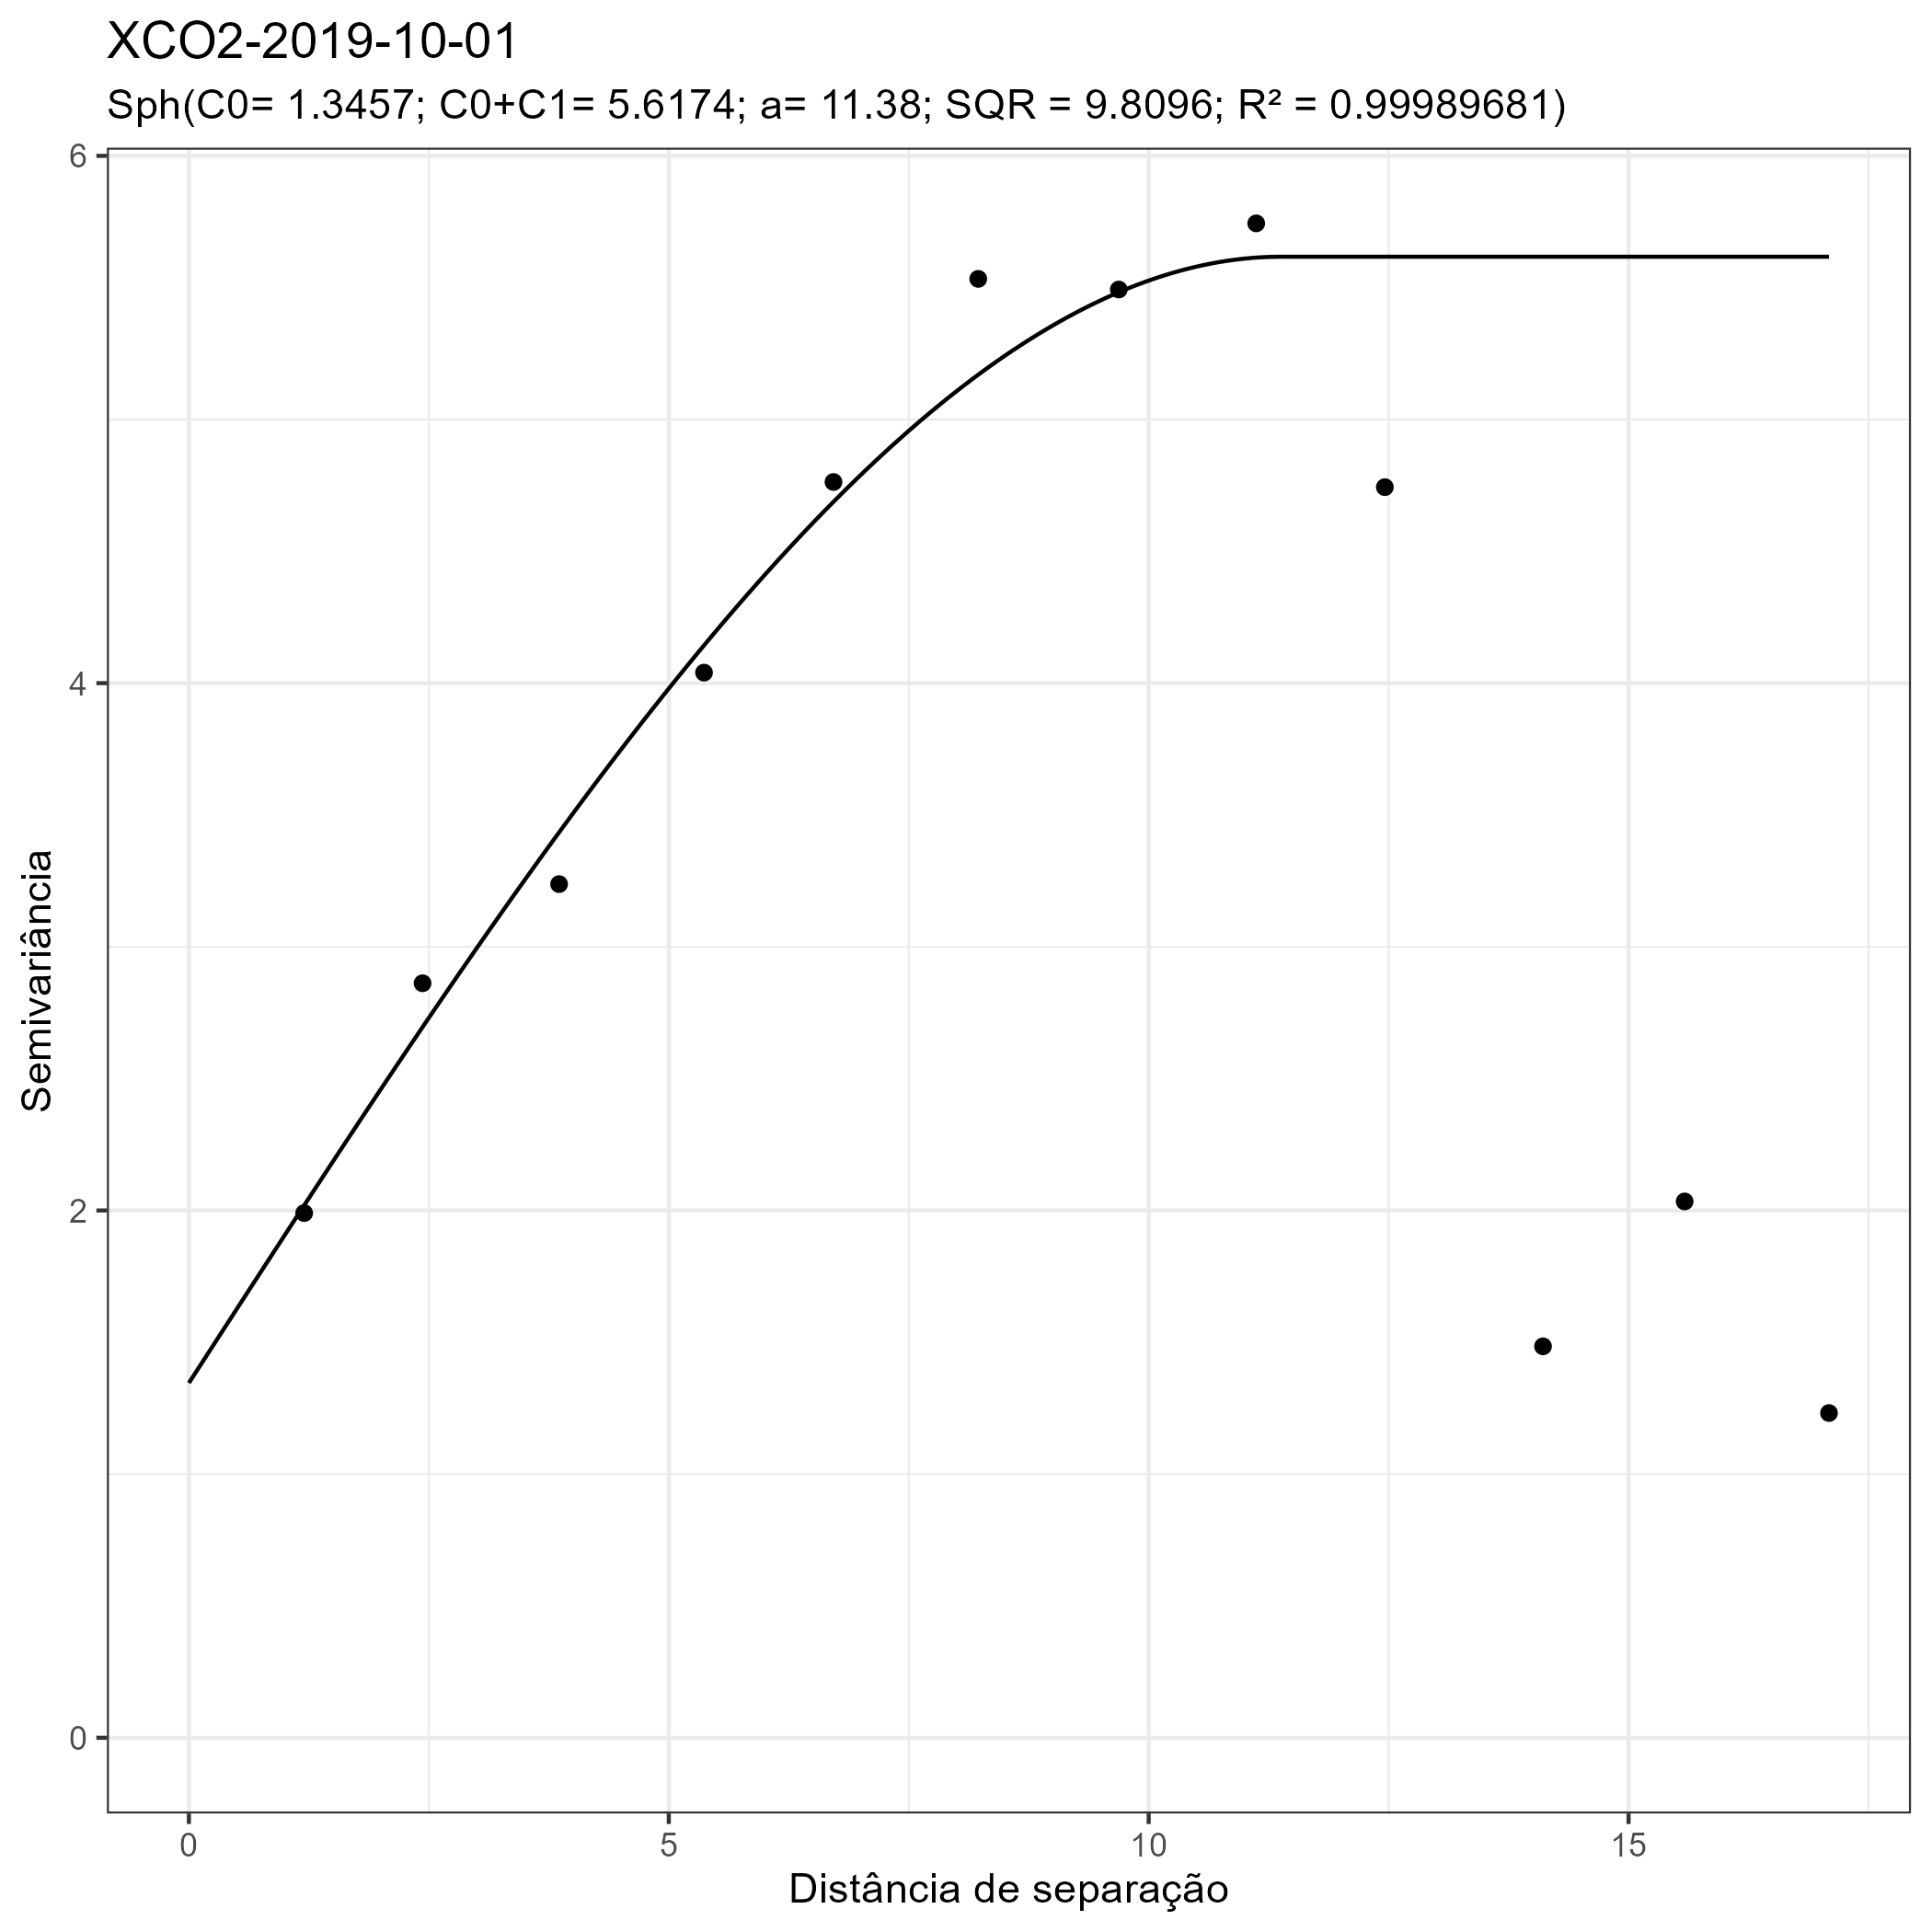 XCO2-2019-10-01
Sph(C0= 1.3457; C0+C1= 5.6174; a= 11.38; SQR = 9.8096; R² = 0.99989681)
6
4
2
0
Semivariância
0 5 10 15
Distância de separação